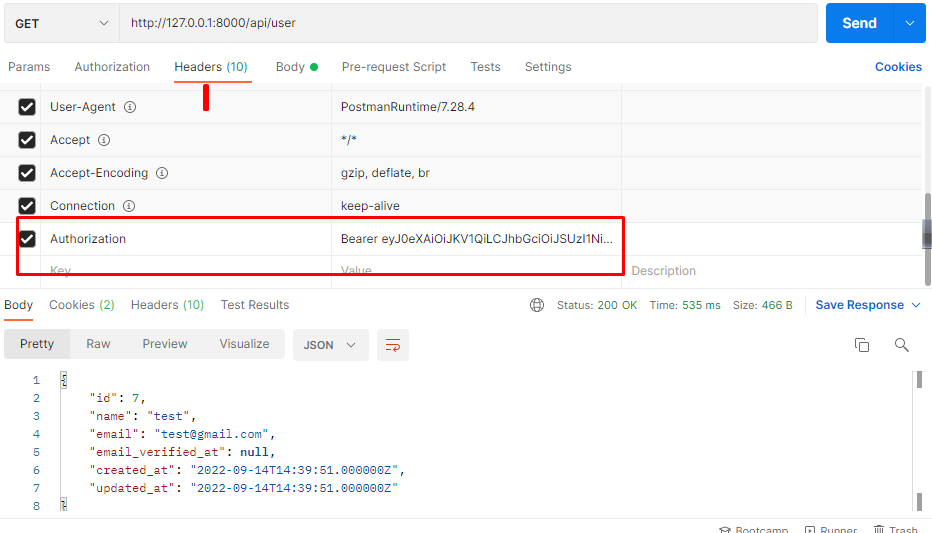 GET http://127.0.0.1:8000/api/user Send
Params Authorization Headers (10) Body Pre-request Script Tests Settings Cookies
User-Agent PostmanRuntime/7.28.4
Accept */*
Accept-Encoding gzip, deflate, br
Connection keep-alive
Authorization Bearer eyJ0eXAiOiJKV1QiLCJhbGciOiJSUzI1Ni...
Key Value Description
Body Cookies (2) Headers (10) Test Results Status: 200 OK Time: 535 ms Size: 466 B Save Response
Pretty Raw Preview Visualize JSON
1 {
2 "id": 7,
3 "name": "test",
4 "email": "test@gmail.com",
5 "email_verified_at": null,
6 "created_at": "2022-09-14T14:39:51.000000Z",
7 "updated_at": "2022-09-14T14:39:51.000000Z"
8 }
Bootcamp Runner Trash